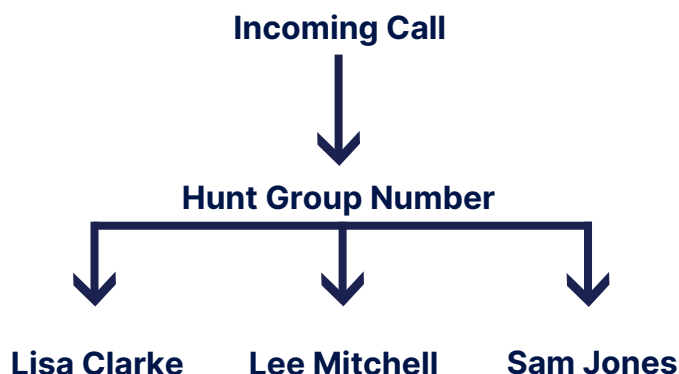 Incoming Call
Hunt Group Number
Lisa Clarke Lee Mitchell Sam Jones